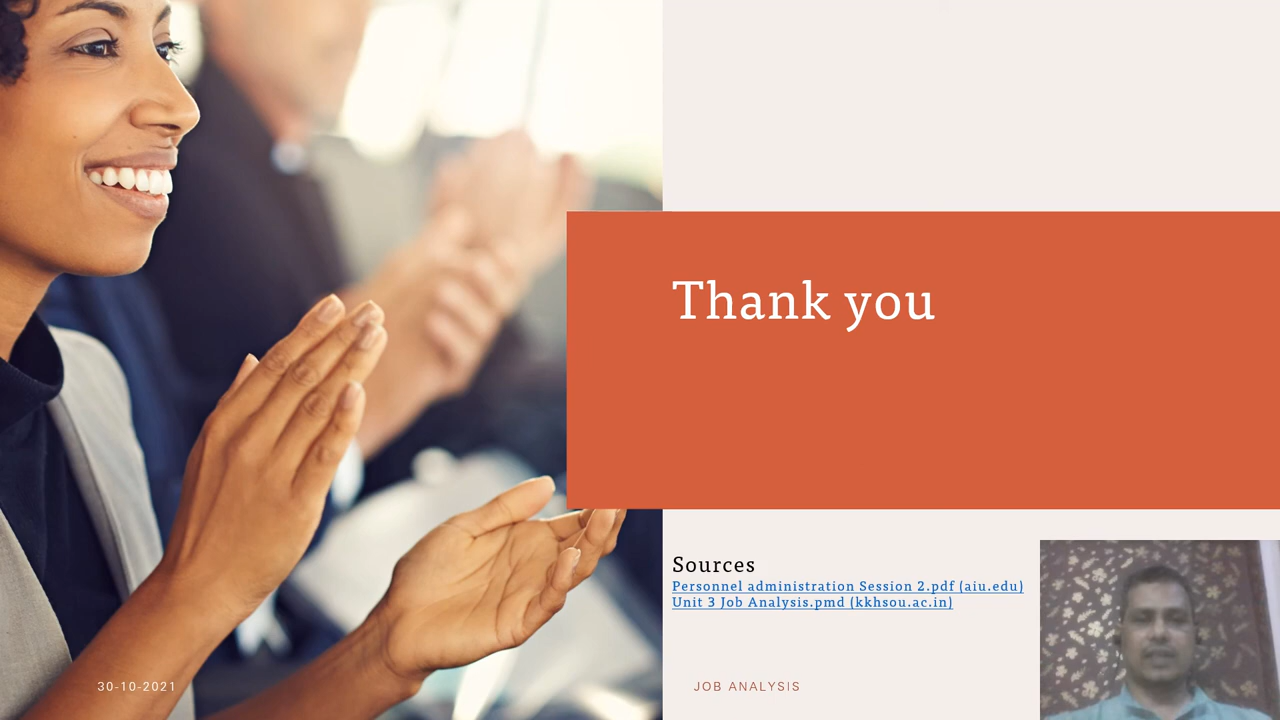 Thank you
Sources
Personnel administration Session 2.pdf (aiu.edu)
Unit 3 Job Analysis.pmd (kkhsou.ac.in)
30-10-2021
JOB ANALYSIS